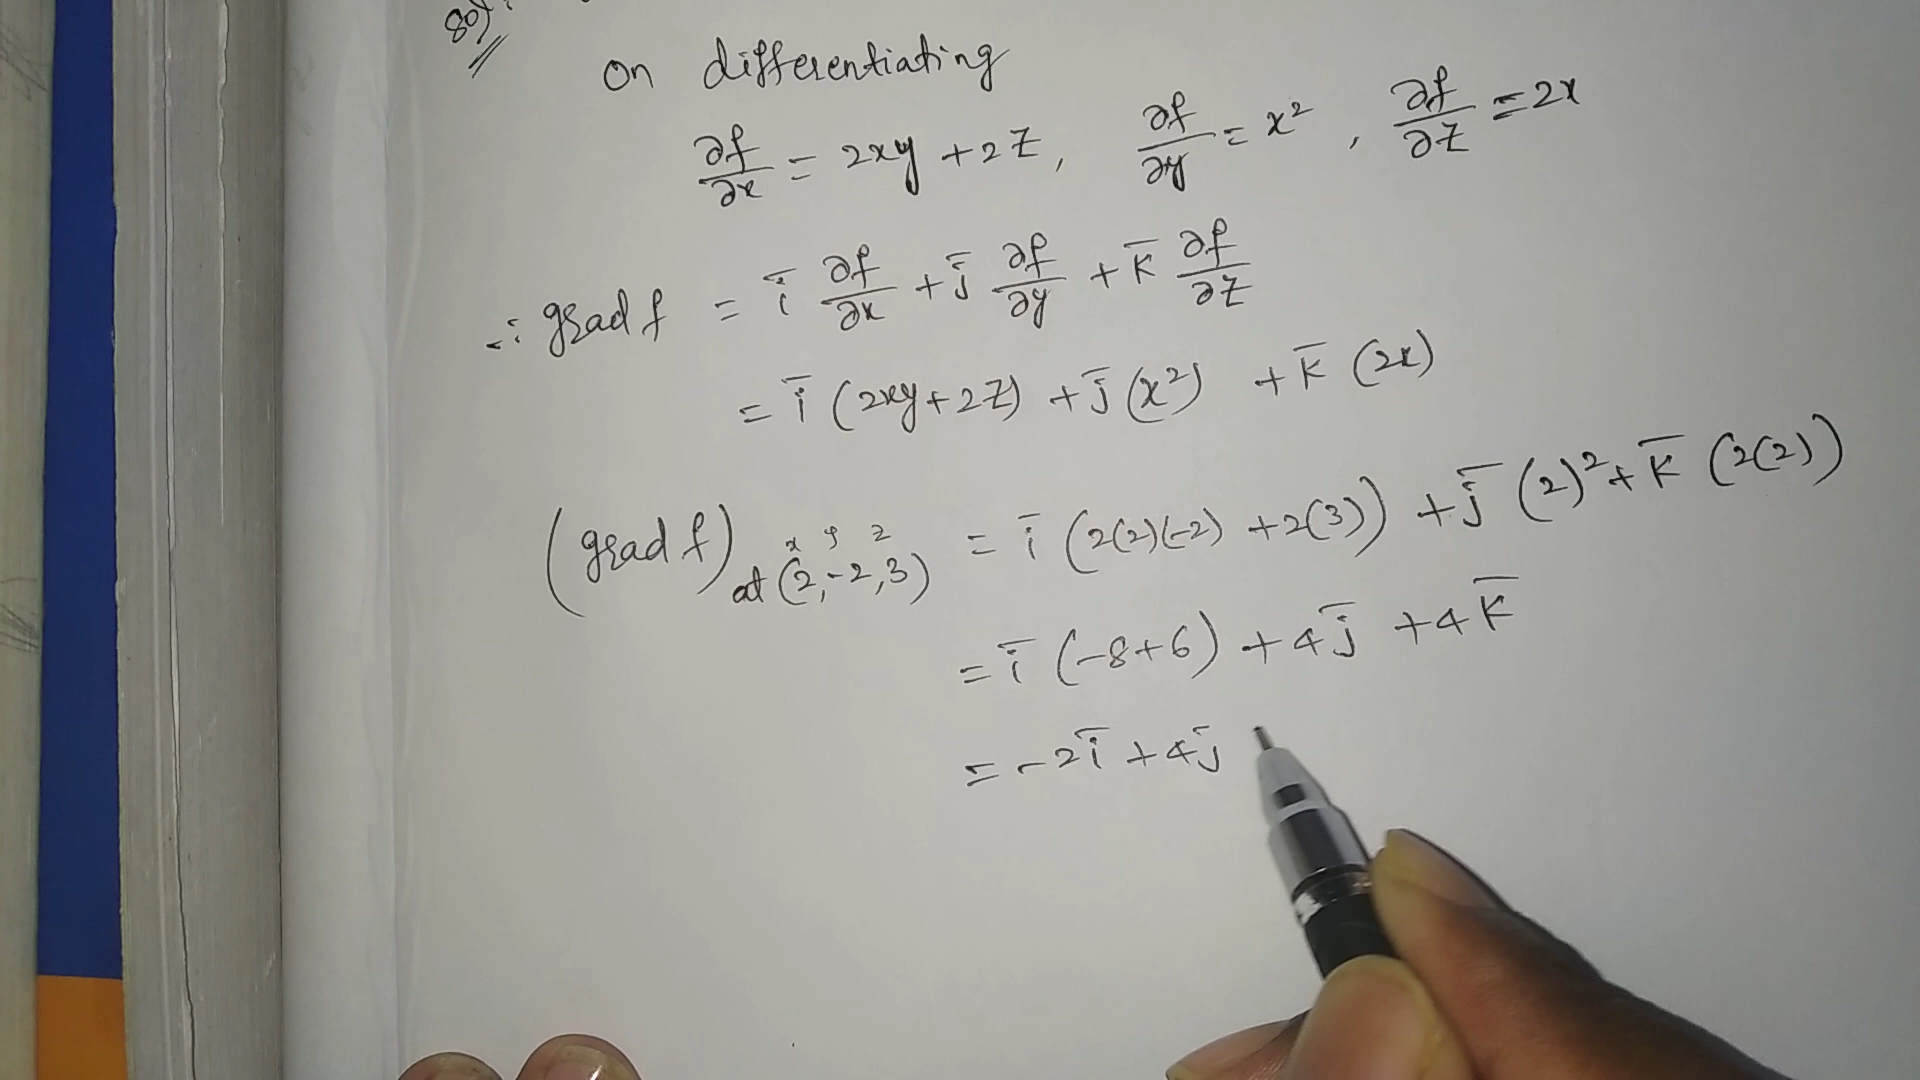 Sol:
on differentiating
∂f/∂x = 2xy + 2z, ∂f/∂y = x², ∂f/∂z = 2x
∴ grad f = i̅ ∂f/∂x + j̅ ∂f/∂y + k̅ ∂f/∂z
= i̅ (2xy + 2z) + j̅ (x²) + k̅ (2x)
x y z
(grad f) at (2,-2,3) = i̅ (2(2)(-2) + 2(3)) + j̅ (2)² + k̅ (2(2))
= i̅ (-8+6) + 4j̅ + 4k̅
= -2i̅ + 4j̅